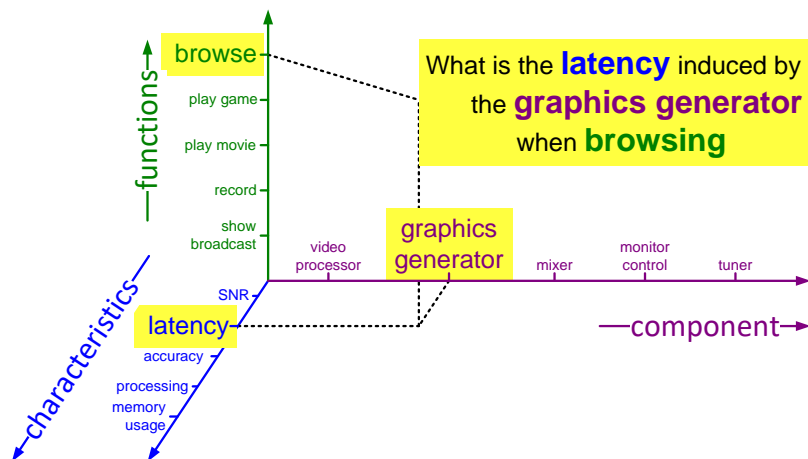 browse
play game
play movie
record
show
broadcast
functions
What is the latency induced by
the graphics generator
when browsing
video
processor
graphics
generator
mixer
monitor
control
tuner
component
SNR
latency
accuracy
processing
memory
usage
characteristics